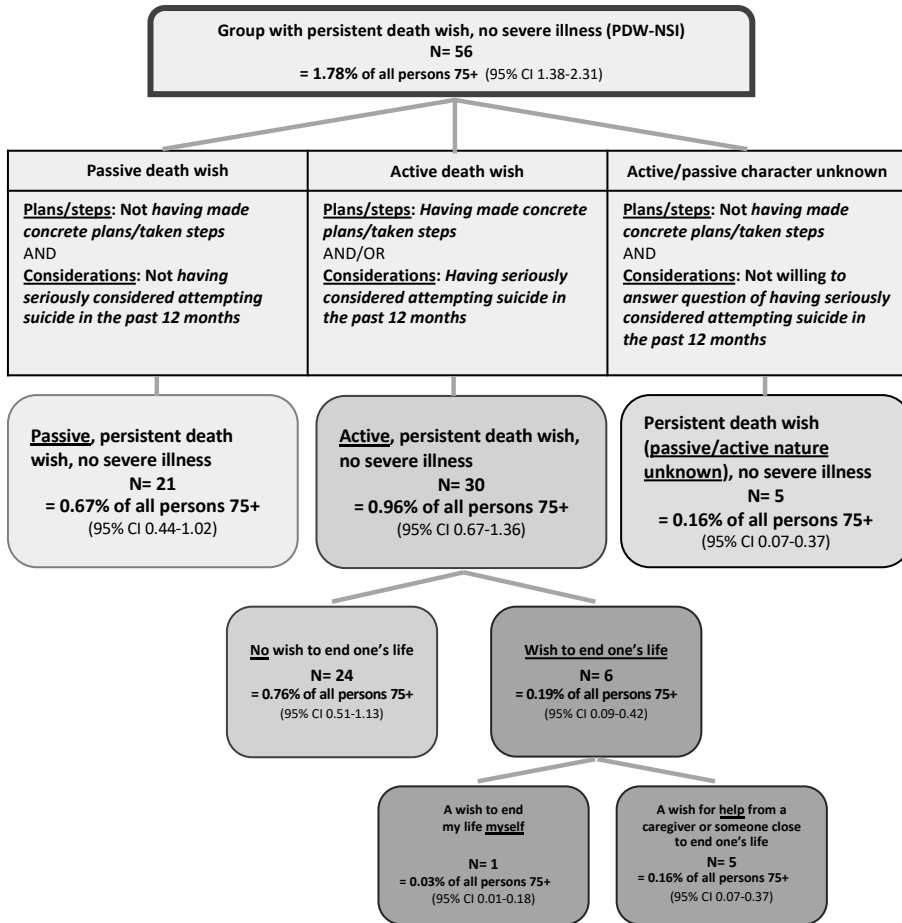 Group with persistent death wish, no severe illness (PDW-NSI)
N= 56
= 1.78% of all persons 75+ (95% CI 1.38-2.31)
Passive death wish
Active death wish
Active/passive character unknown
Plans/steps: Not having made
concrete plans/taken steps
AND
Considerations: Not having
seriously considered attempting
suicide in the past 12 months
Plans/steps: Having made concrete
plans/taken steps
AND/OR
Considerations: Having seriously
considered attempting suicide in
the past 12 months
Plans/steps: Not having made
concrete plans/taken steps
AND
Considerations: Not willing to
answer question of having seriously
considered attempting suicide in
the past 12 months
Passive, persistent death
wish, no severe illness
N= 21
= 0.67% of all persons 75+
(95% CI 0.44-1.02)
Active, persistent death wish,
no severe illness
N= 30
= 0.96% of all persons 75+
(95% CI 0.67-1.36)
Persistent death wish
(passive/active nature
unknown), no severe illness
N= 5
= 0.16% of all persons 75+
(95% CI 0.07-0.37)
No wish to end one’s life
N= 24
= 0.76% of all persons 75+
(95% CI 0.51-1.13)
Wish to end one’s life
N= 6
= 0.19% of all persons 75+
(95% CI 0.09-0.42)
A wish to end
my life myself
N= 1
= 0.03% of all persons 75+
(95% CI 0.01-0.18)
A wish for help from a
caregiver or someone close
to end one’s life
N= 5
= 0.16% of all persons 75+
(95% CI 0.07-0.37)